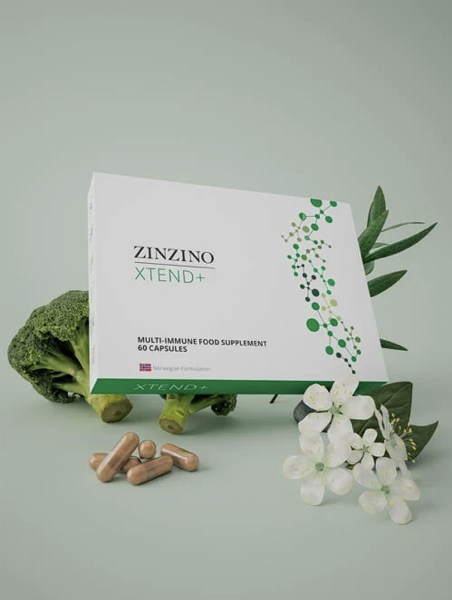 ZINZINO
XTEND+
MULTI-IMMUNE FOOD SUPPLEMENT
60 CAPSULES
Norwegian Formulation
XTEND+